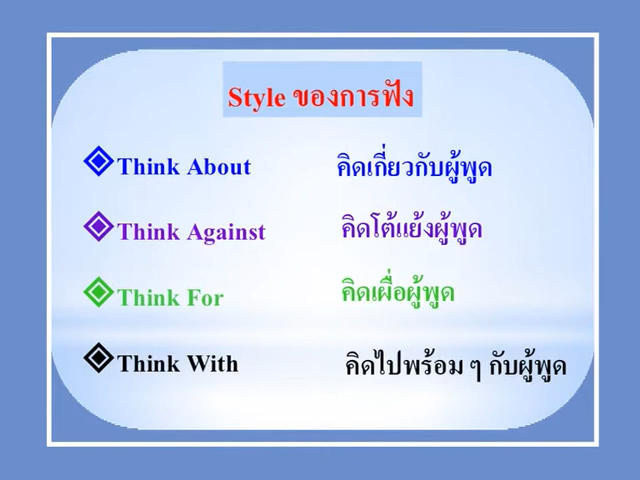 Style ของการฟัง
Think About คิดเกี่ยวกับผู้พูด
Think Against คิดโต้แย้งผู้พูด
Think For คิดเผื่อผู้พูด
Think With คิดไปพร้อม ๆ กับผู้พูด